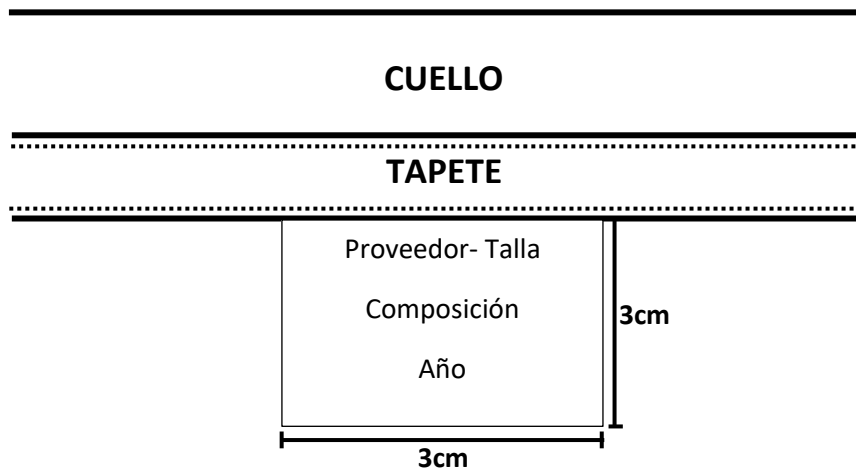 CUELLO
TAPETE
Proveedor- Talla
Composición
3cm
Año
3cm